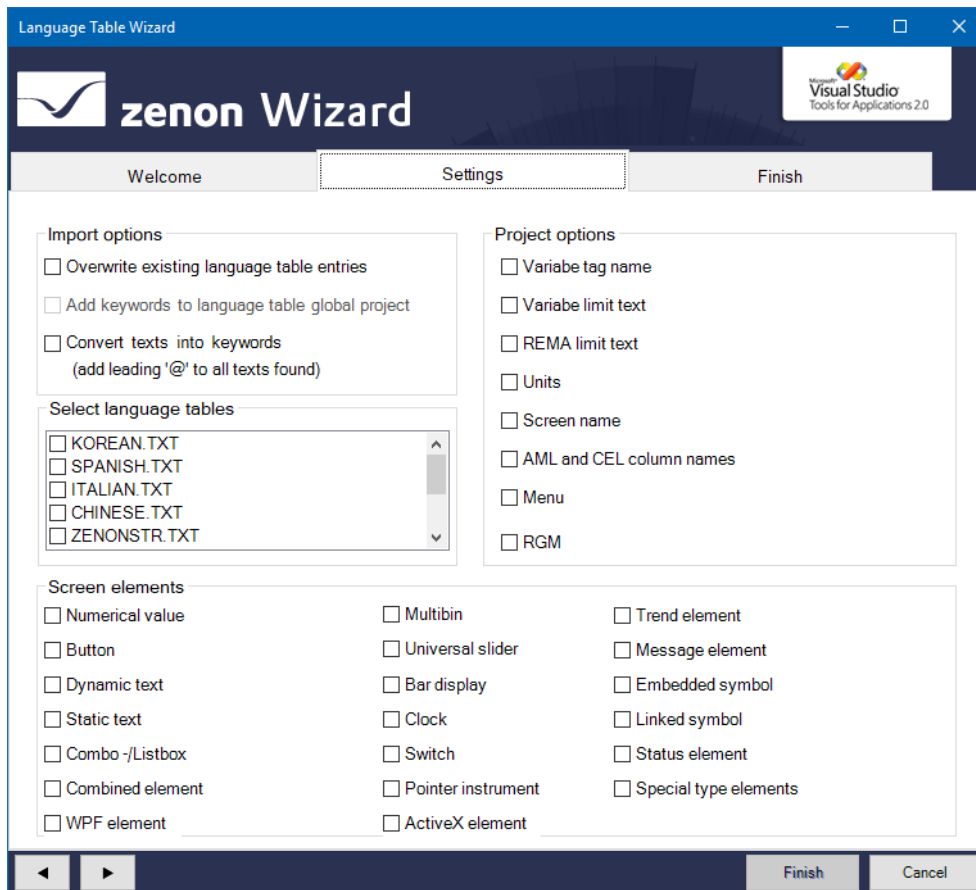 Language Table Wizard
Microsoft
Visual Studio
Tools for Applications 2.0
zenon Wizard
Welcome
Settings
Finish
Import options
Overwrite existing language table entries
Add keywords to language table global project
Convert texts into keywords
(add leading '@' to all texts found)
Select language tables
KOREAN.TXT
SPANISH.TXT
ITALIAN.TXT
CHINESE.TXT
ZENONSTR.TXT
Project options
Variabe tag name
Variabe limit text
REMA limit text
Units
Screen name
AML and CEL column names
Menu
RGM
Screen elements
Numerical value
Button
Dynamic text
Static text
Combo -/Listbox
Combined element
WPF element
Multibin
Universal slider
Bar display
Clock
Switch
Pointer instrument
ActiveX element
Trend element
Message element
Embedded symbol
Linked symbol
Status element
Special type elements
Finish
Cancel